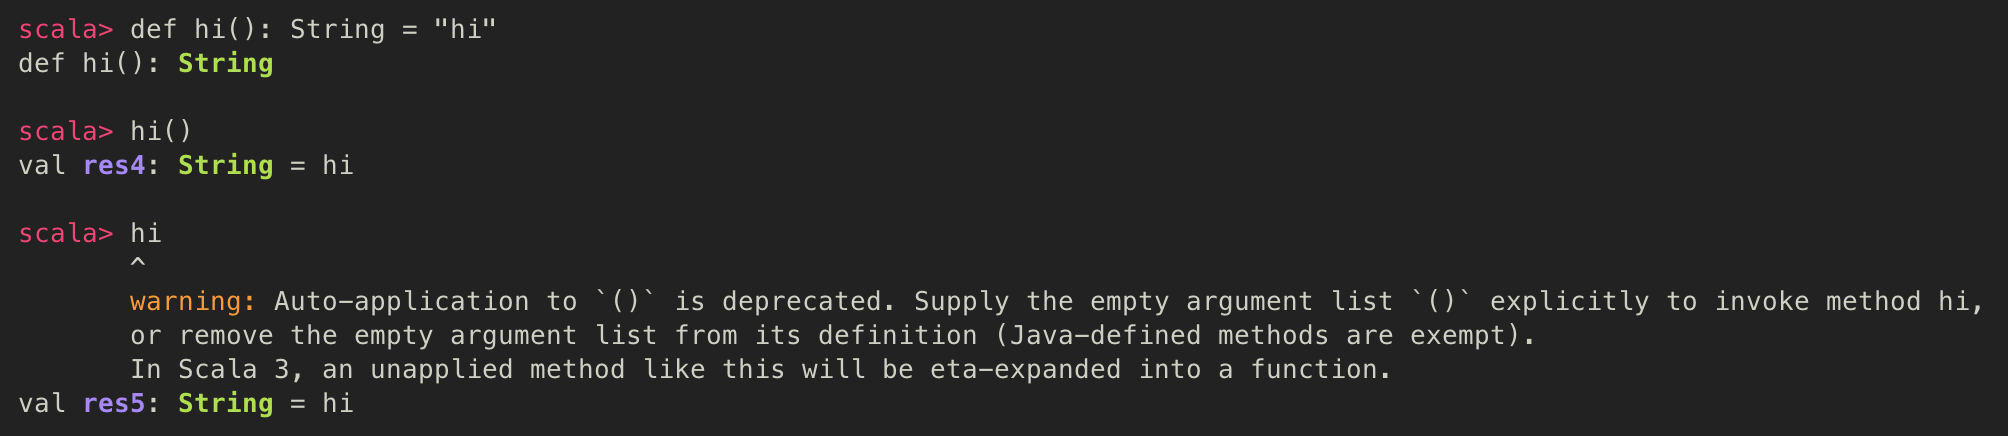 scala> def hi(): String = "hi"
def hi(): String

scala> hi()
val res4: String = hi

scala> hi
       ^
       warning: Auto-application to `()` is deprecated. Supply the empty argument list `()` explicitly to invoke method hi,
       or remove the empty argument list from its definition (Java-defined methods are exempt).
       In Scala 3, an unapplied method like this will be eta-expanded into a function.
val res5: String = hi